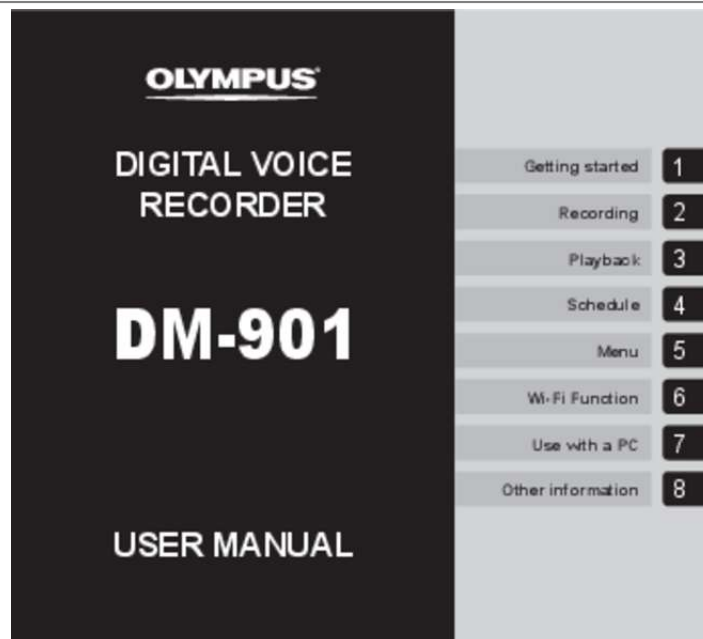 OLYMPUS
DIGITAL VOICE
RECORDER
DM-901
USER MANUAL
Getting started 1
Recording 2
Playback 3
Schedule 4
Menu 5
Wi-Fi Function 6
Use with a PC 7
Other information 8